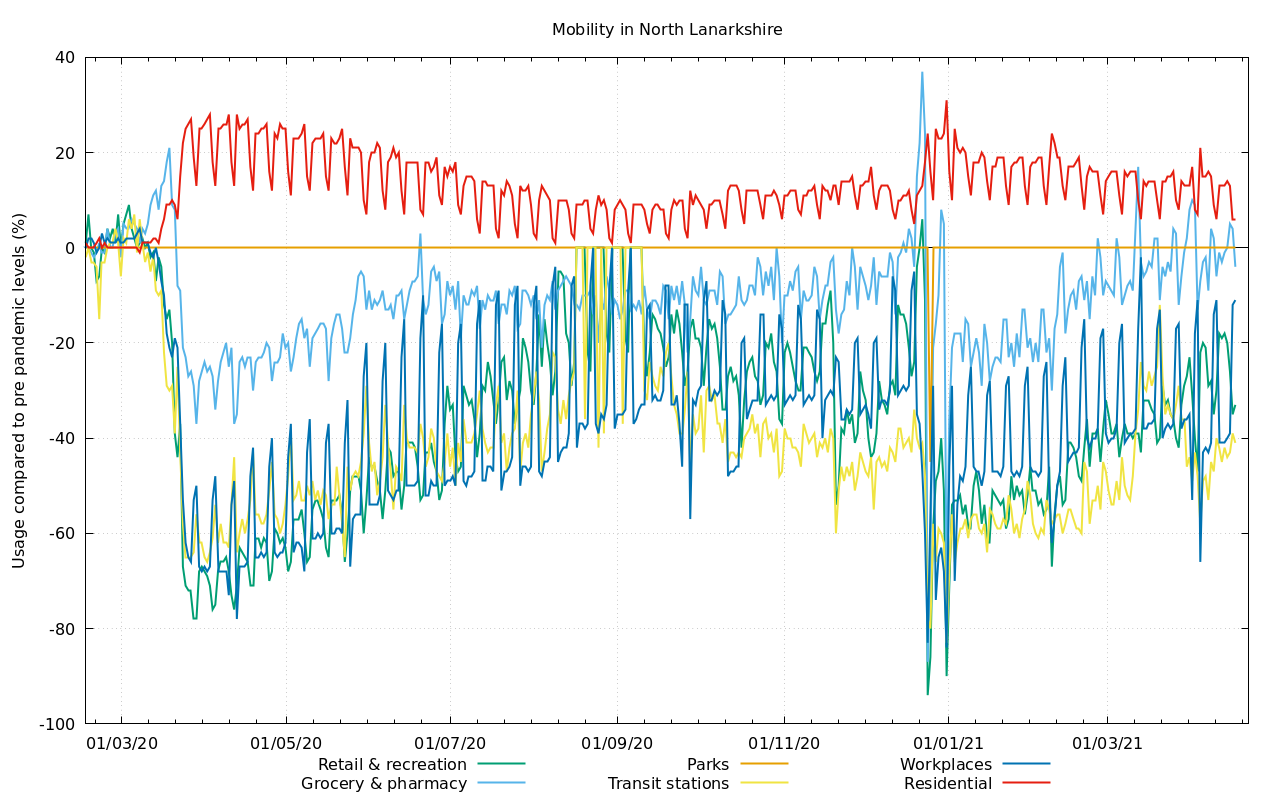 Mobility in North Lanarkshire
Usage compared to pre pandemic levels (%)
40
20
0
-20
-40
-60
-80
-100
01/03/20 01/05/20 01/07/20 01/09/20 01/11/20 01/01/21 01/03/21
Retail & recreation Parks Workplaces
Grocery & pharmacy Transit stations Residential